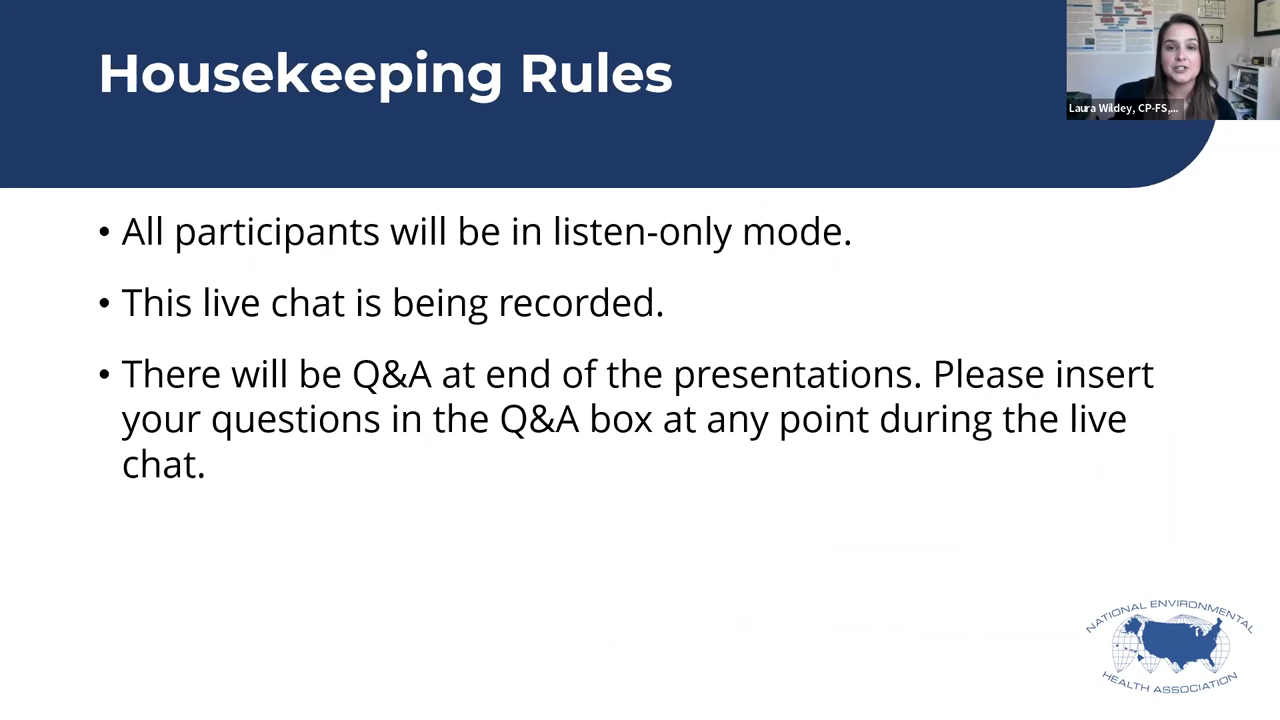 Housekeeping Rules
Laura Wildey, CP-FS,...
• All participants will be in listen-only mode.
• This live chat is being recorded.
• There will be Q&A at end of the presentations. Please insert
your questions in the Q&A box at any point during the live
chat.
NATIONAL ENVIRONMENTAL
HEALTH ASSOCIATION